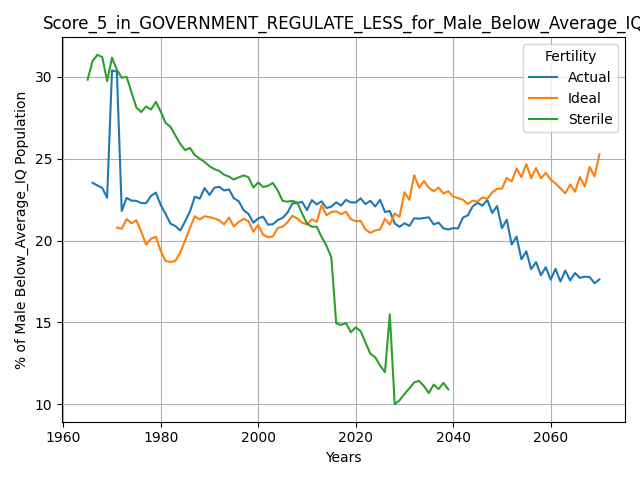 Score_5_in_GOVERNMENT_REGULATE_LESS_for_Male_Below_Average_IQ
Fertility
Actual
Ideal
Sterile
% of Male Below_Average_IQ Population
30
25
20
15
10
1960
1980
2000
2020
2040
2060
Years